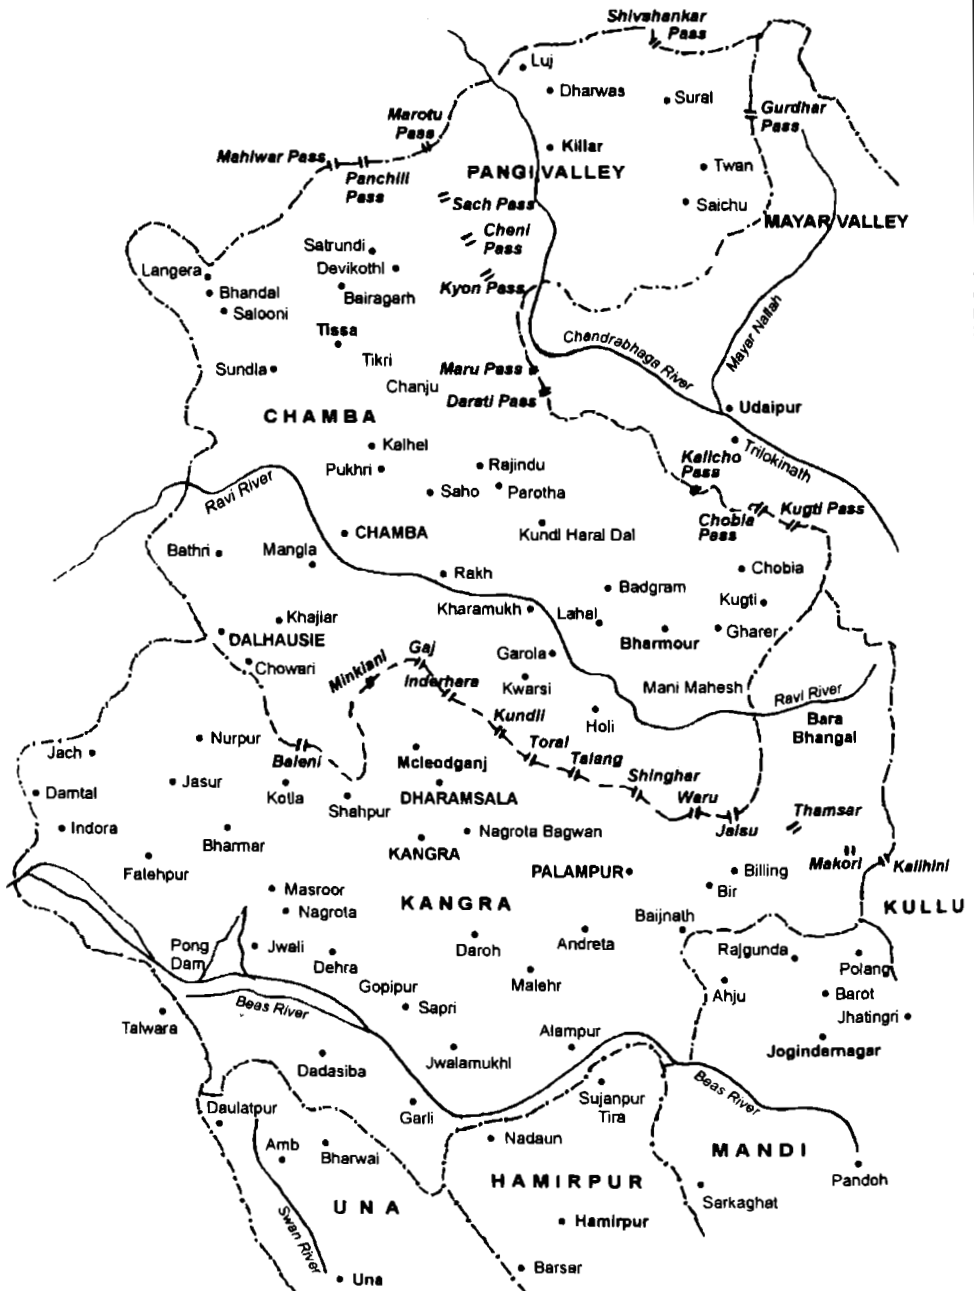 Shivshankar
Pass
Luj
Dharwas
Sural
Gurdhar
Pass
Marotu
Pass
Mahlwar Pass
Panchili
Pass
Killar
PANGI VALLEY
Twan
Saichu
MAYAR VALLEY
Sach Pass
Cheni
Pass
Kyon Pass
Satrundi
Devikothl
Bairagarh
Langera
Bhandal
Salooni
Tissa
Tikri
Chanju
Sundla
Chandrabhaga River
Mayar Nallah
Maru Pass
Darati Pass
Udaipur
Trilokinath
CHAMBA
Kalhel
Pukhri
Rajindu
Saho
Parotha
Kalicho
Pass
Chobia
Pass
Kugti Pass
Ravi River
CHAMBA
Kundl Haral Dal
Bathri
Mangla
Rakh
Chobia
Badgram
Kugti
Kharamukh
Lahal
Bharmour
Gharer
Khajiar
DALHAUSIE
Chowari
Minkiani
Gaj
Inderhara
Garola
Kwarsi
Mani Mahesh
Ravi River
Holi
Kundli
Bara
Bhangal
Jach
Nurpur
Baleni
Toral
Talang
Mcleodganj
Damtal
Jasur
Kotla
Shahpur
DHARAMSALA
Shinghar
Waru
Jaisu
Thamsar
Indora
Bharmar
Nagrota Bagwan
KANGRA
Makori
Kalihini
Falehpur
PALAMPUR
Billing
Bir
Masroor
Nagrota
KANGRA
KULLU
Baijnath
Pong
Dam
Jwali
Dehra
Daroh
Andreta
Rajgunda
Polang
Malehr
Gopipur
Ahju
Barot
Beas River
Sapri
Jhatingri
Talwara
Alampur
Jogindernagar
Jwalamukhl
Dadasiba
Beas River
Daulatpur
Garli
Sujanpur
Tira
Amb
Bharwai
Nadaun
MANDI
HAMIRPUR
Pandoh
Sarkaghat
UNA
Swan River
Hamirpur
Barsar
Una